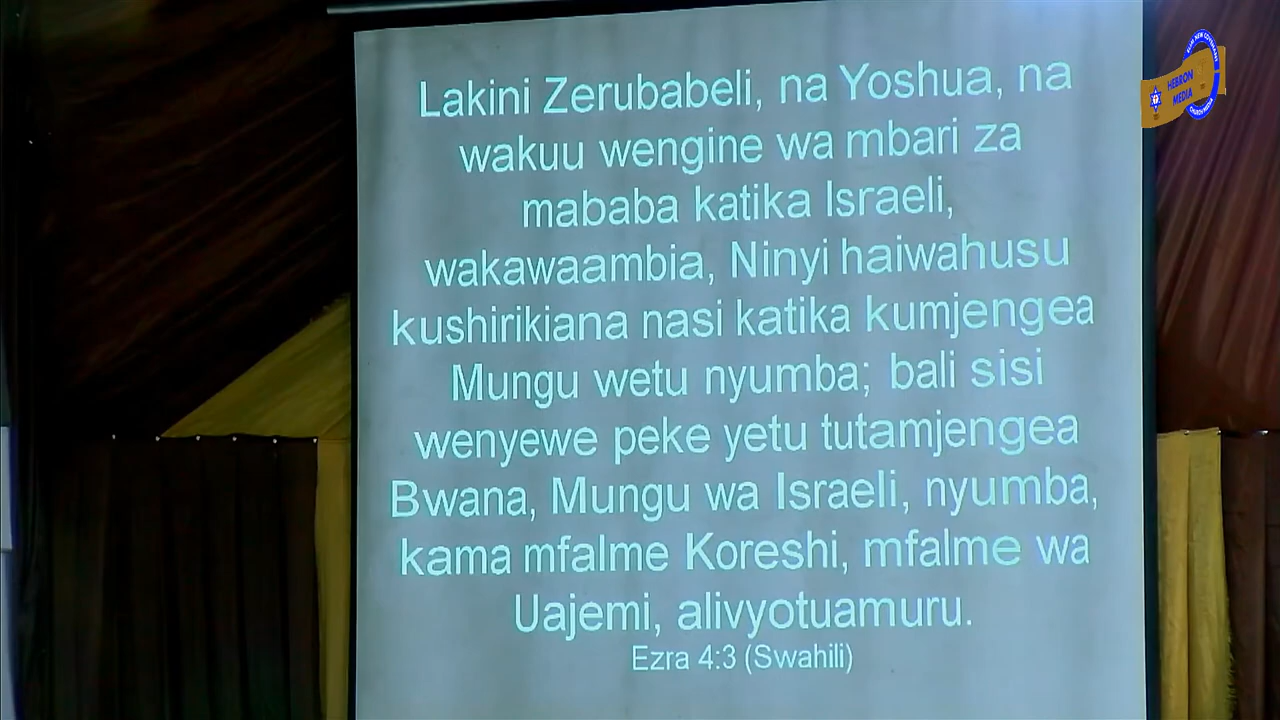 Lakini Zerubabeli, na Yoshua, na
wakuu wengine wa mbari za
mababa katika Israeli,
wakawaambia, Ninyi haiwahusu
kushirikiana nasi katika kumjengea
Mungu wetu nyumba; bali sisi
wenyewe peke yetu tutamjengea
Bwana, Mungu wa Israeli, nyumba,
kama mfalme Koreshi, mfalme wa
Uajemi, alivyotuamuru.
Ezra 4:3 (Swahili)
HEBRON
MEDIA